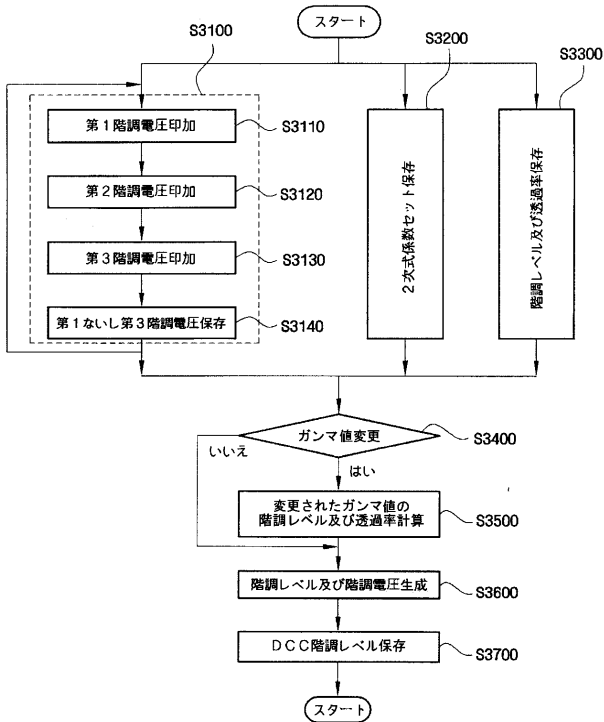 スタート
S3100
S3200
S3300
第1階調電圧印加
S3110
第2階調電圧印加
S3120
第3階調電圧印加
S3130
第1ないし第3階調電圧保存
S3140
2次式係数セット保存
階調レベル及び透過率保存
ガンマ値変更
S3400
いいえ
はい
変更されたガンマ値の
階調レベル及び透過率計算
S3500
階調レベル及び階調電圧生成
S3600
DCC階調レベル保存
S3700
スタート